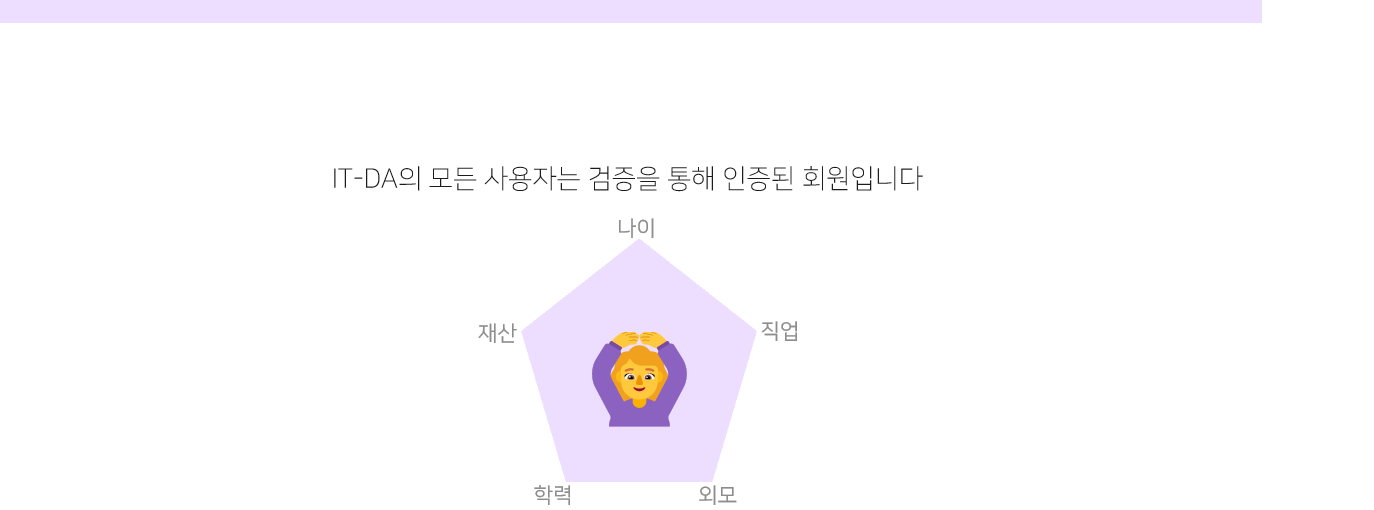 IT-DA의 모든 사용자는 검증을 통해 인증된 회원입니다
나이
재산
직업
학력
외모